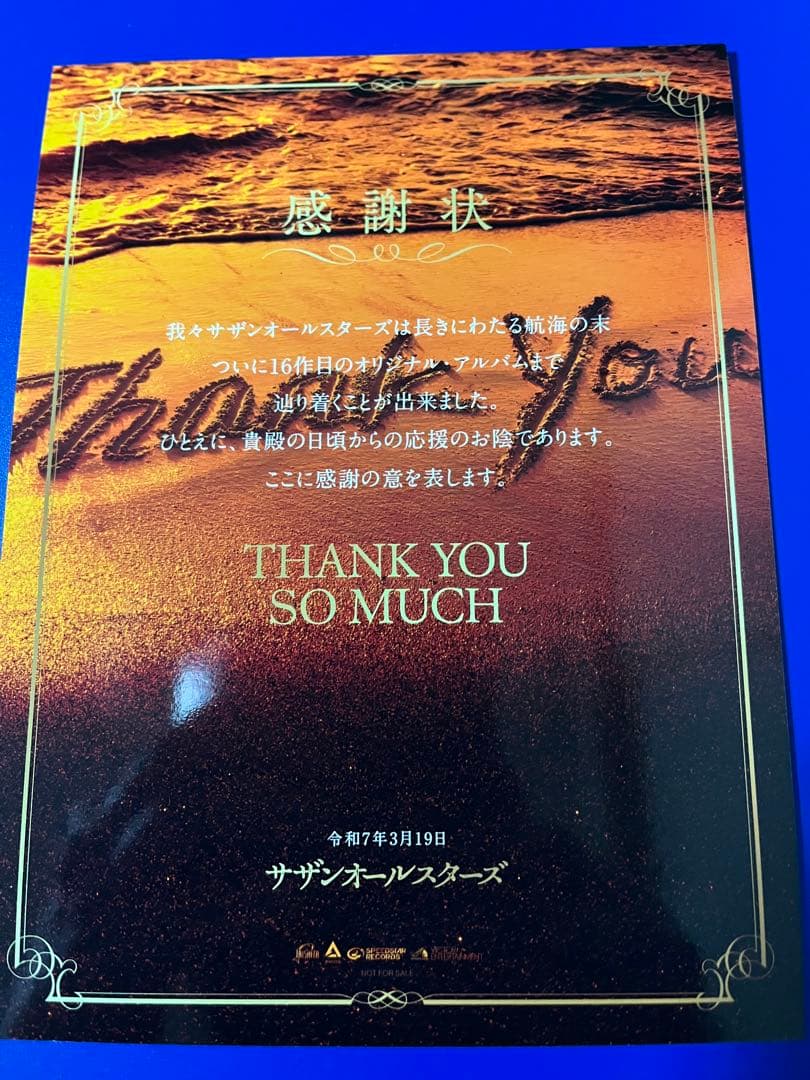 感謝状
我々サザンオールスターズは長きにわたる航海の末
ついに16作目のオリジナル・アルバムまで
辿り着くことが出来ました。
ひとえに、貴殿の日頃からの応援のお陰であります。
ここに感謝の意を表します。
Thank You
THANK YOU
SO MUCH
令和7年3月19日
サザンオールスターズ
SPEEDSTAR
RECORDS
ENTERTAINMENT
NOT FOR SALE